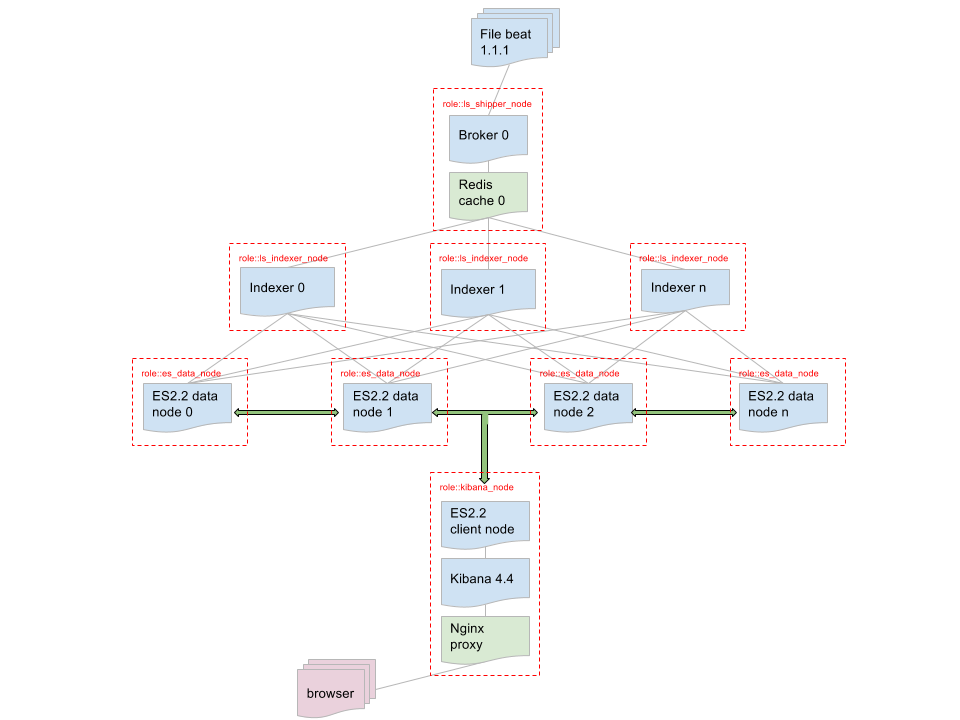 File beat
1.1.1
role::ls_shipper_node
Broker 0
Redis
cache 0
role::ls_indexer_node
Indexer 0
role::ls_indexer_node
Indexer 1
role::ls_indexer_node
Indexer n
role::es_data_node
ES2.2 data
node 0
role::es_data_node
ES2.2 data
node 1
role::es_data_node
ES2.2 data
node 2
role::es_data_node
ES2.2 data
node n
role::kibana_node
ES2.2
client node
Kibana 4.4
Nginx
proxy
browser